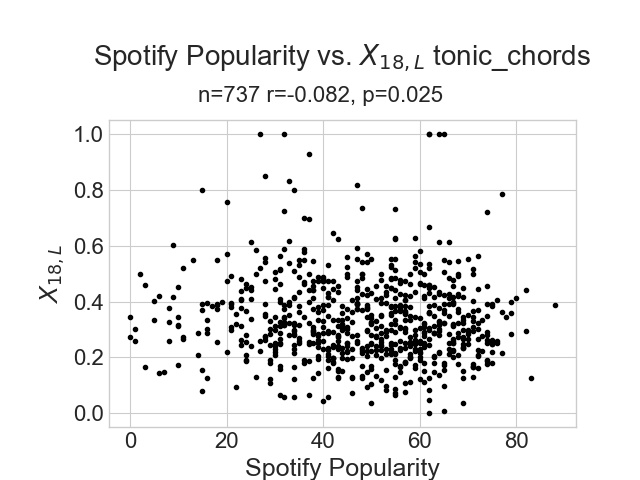 Spotify Popularity vs. X18, L tonic_chords
n=737 r=-0.082, p=0.025
1.0
0.8
0.6
0.4
0.2
0.0
X18, L
0 20 40 60 80
Spotify Popularity